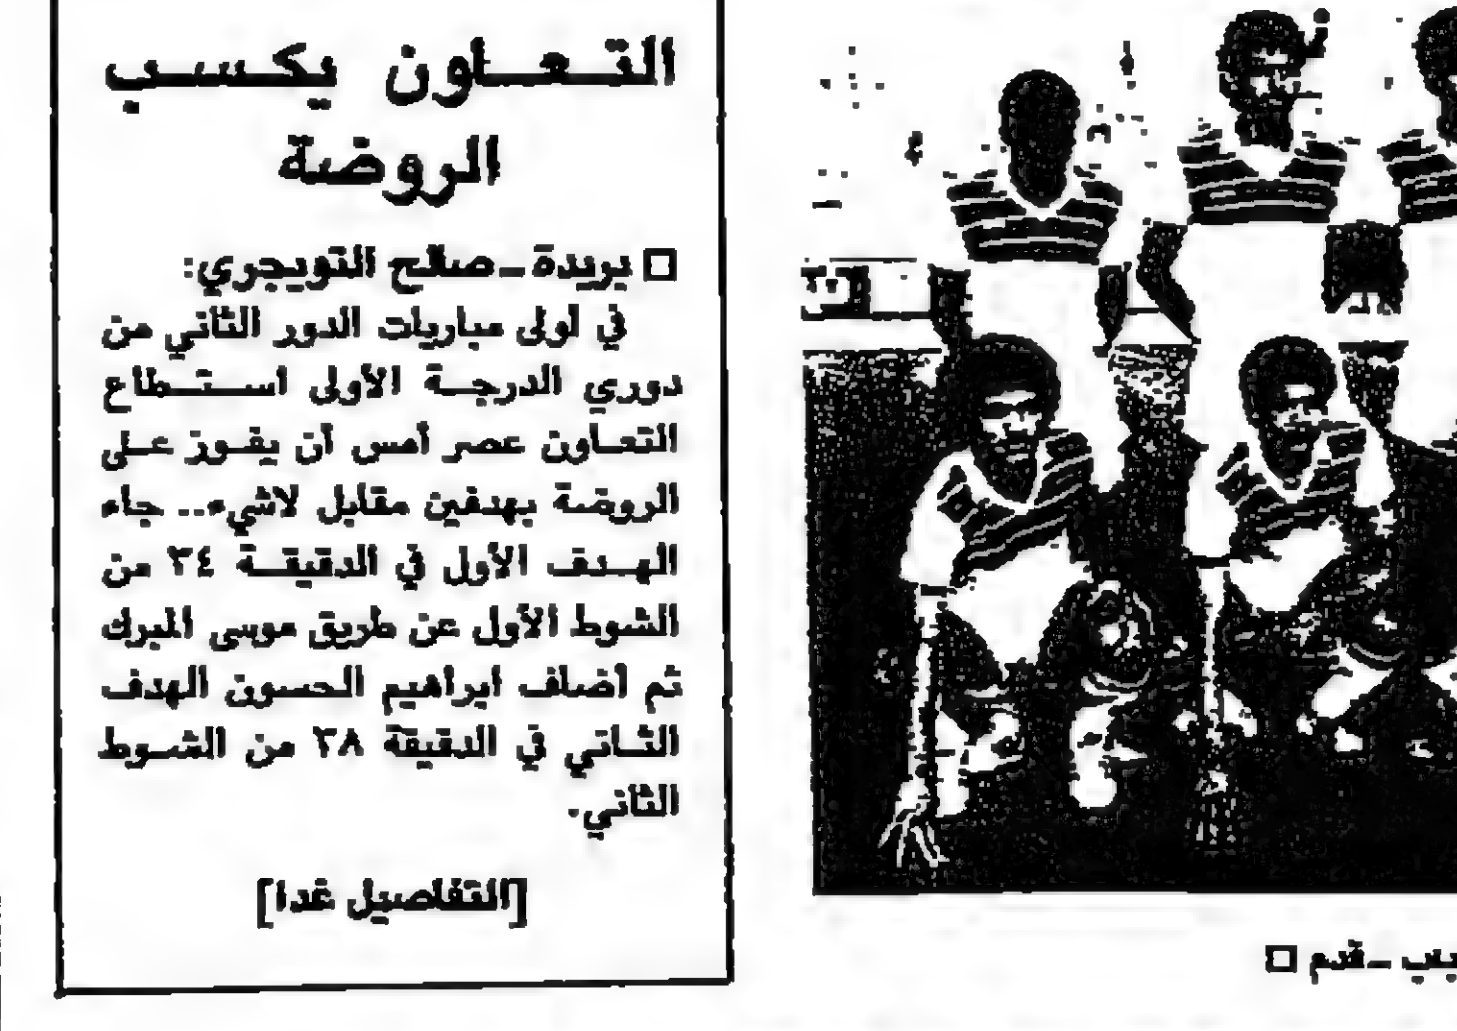 التعاون يكسب
الروضة
□ بريدة ـ صالح التويجري:
في أولى مباريات الدور الثاني من
دوري الدرجة الأولى استطاع
التعاون عصر أمس أن يفوز على
الروضة بهدفين مقابل لاشيء.. جاء
الهدف الأول في الدقيقة ٣٤ من
الشوط الأول عن طريق موسى المبرك
ثم أضاف ابراهيم الحسون الهدف
الثاني في الدقيقة ٣٨ من الشوط
الثاني.
[التفاصيل غدا]
ـ قدم □